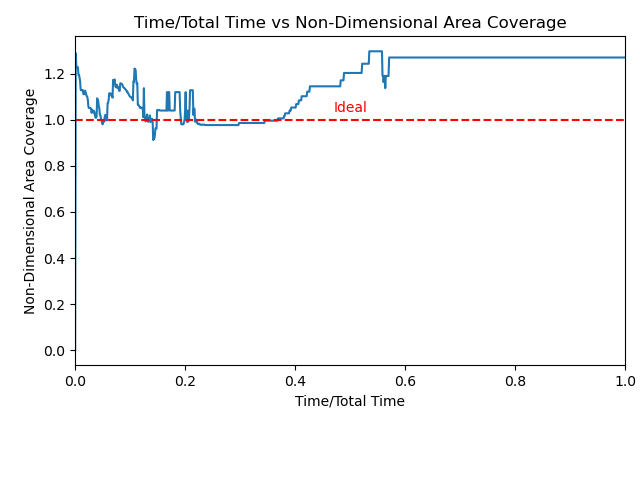 Time/Total Time vs Non-Dimensional Area Coverage
Non-Dimensional Area Coverage
1.2
1.0
0.8
0.6
0.4
0.2
0.0
Ideal
0.0 0.2 0.4 0.6 0.8 1.0
Time/Total Time